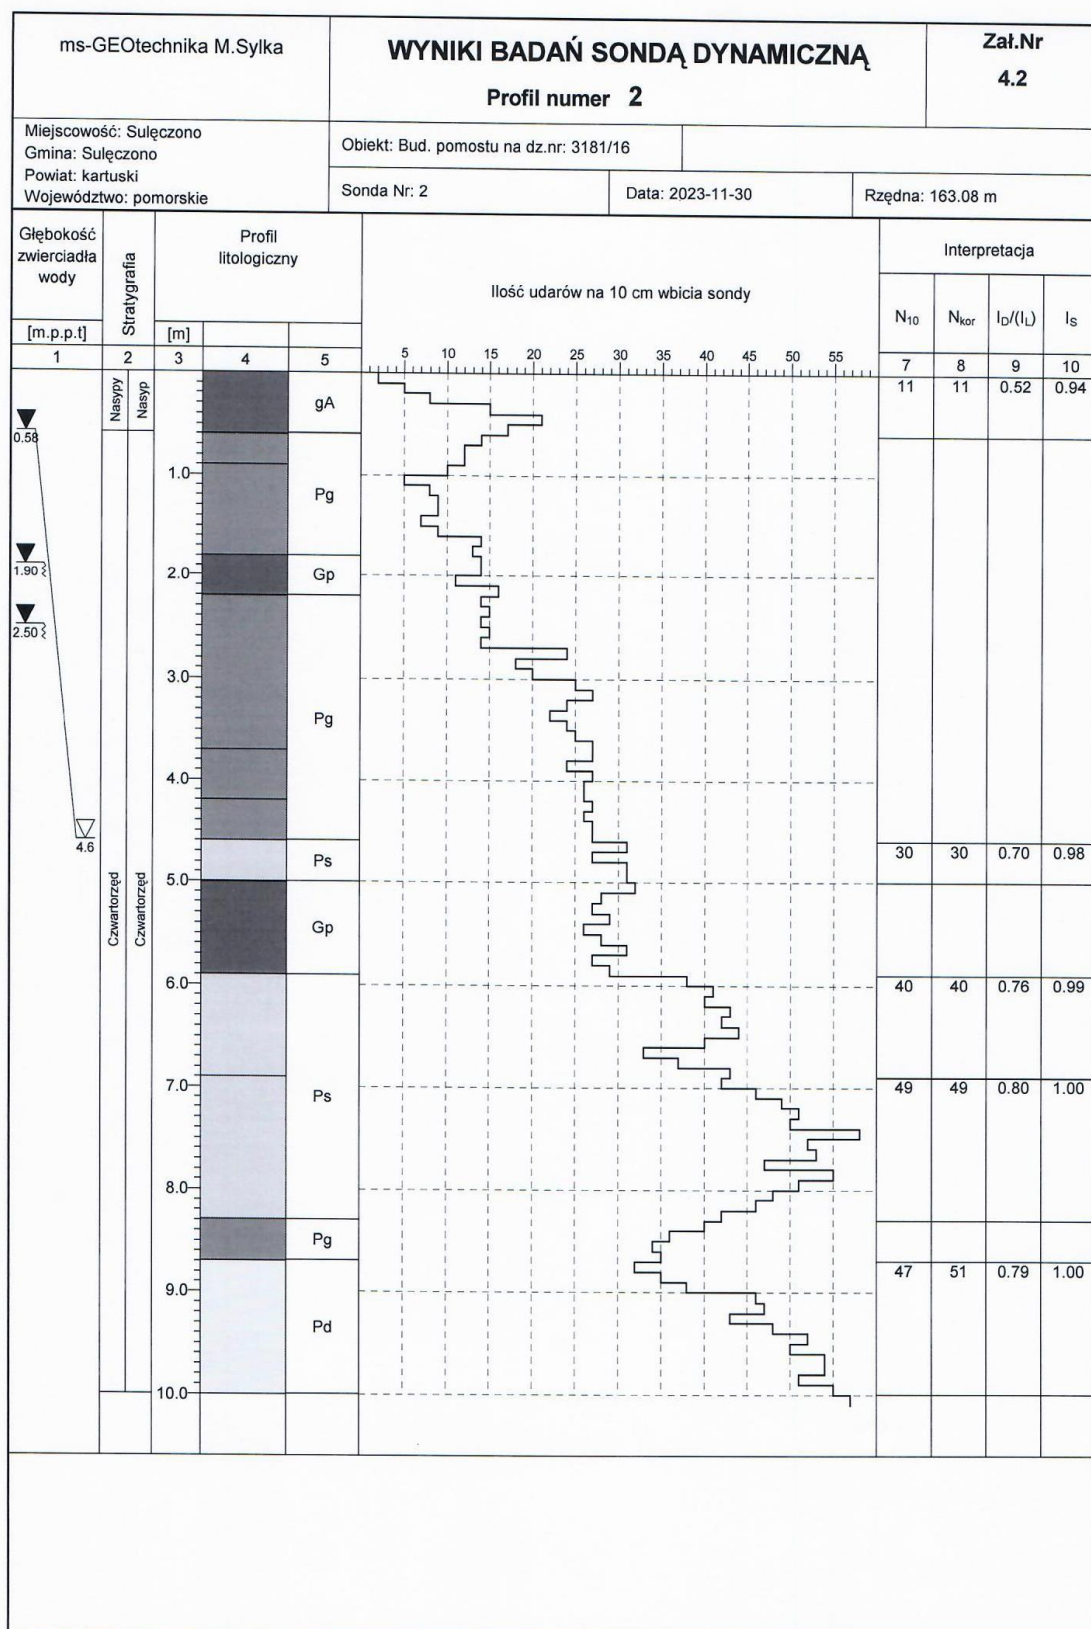 ms-GEOtechnika M.Sylka
WYNIKI BADAŃ SONDĄ DYNAMICZNĄ
Profil numer 2
Zał.Nr
4.2
Miejscowość: Sulęczono
Gmina: Sulęczono
Powiat: kartuski
Województwo: pomorskie
Obiekt: Bud. pomostu na dz.nr: 3181/16
Sonda Nr: 2
Data: 2023-11-30
Rzędna: 163.08 m
Głębokość
zwierciadła
wody
[m.p.p.t]
Stratygrafia
Profil
litologiczny
[m]
Ilość udarów na 10 cm wbicia sondy
Interpretacja
N10 Nkor ID/(IL) IS
1 2 3 4 5
5 10 15 20 25 30 35 40 45 50 55
7 8 9 10
Nasypy
Nasyp
gA
11 11 0.52 0.94
0.58
1.0
Pg
1.90
2.0
Gp
2.50
3.0
Pg
4.0
4.6
Ps
30 30 0.70 0.98
5.0
Czwartorzęd
Czwartorzęd
Gp
6.0
40 40 0.76 0.99
7.0
Ps
49 49 0.80 1.00
8.0
Pg
47 51 0.79 1.00
9.0
Pd
10.0